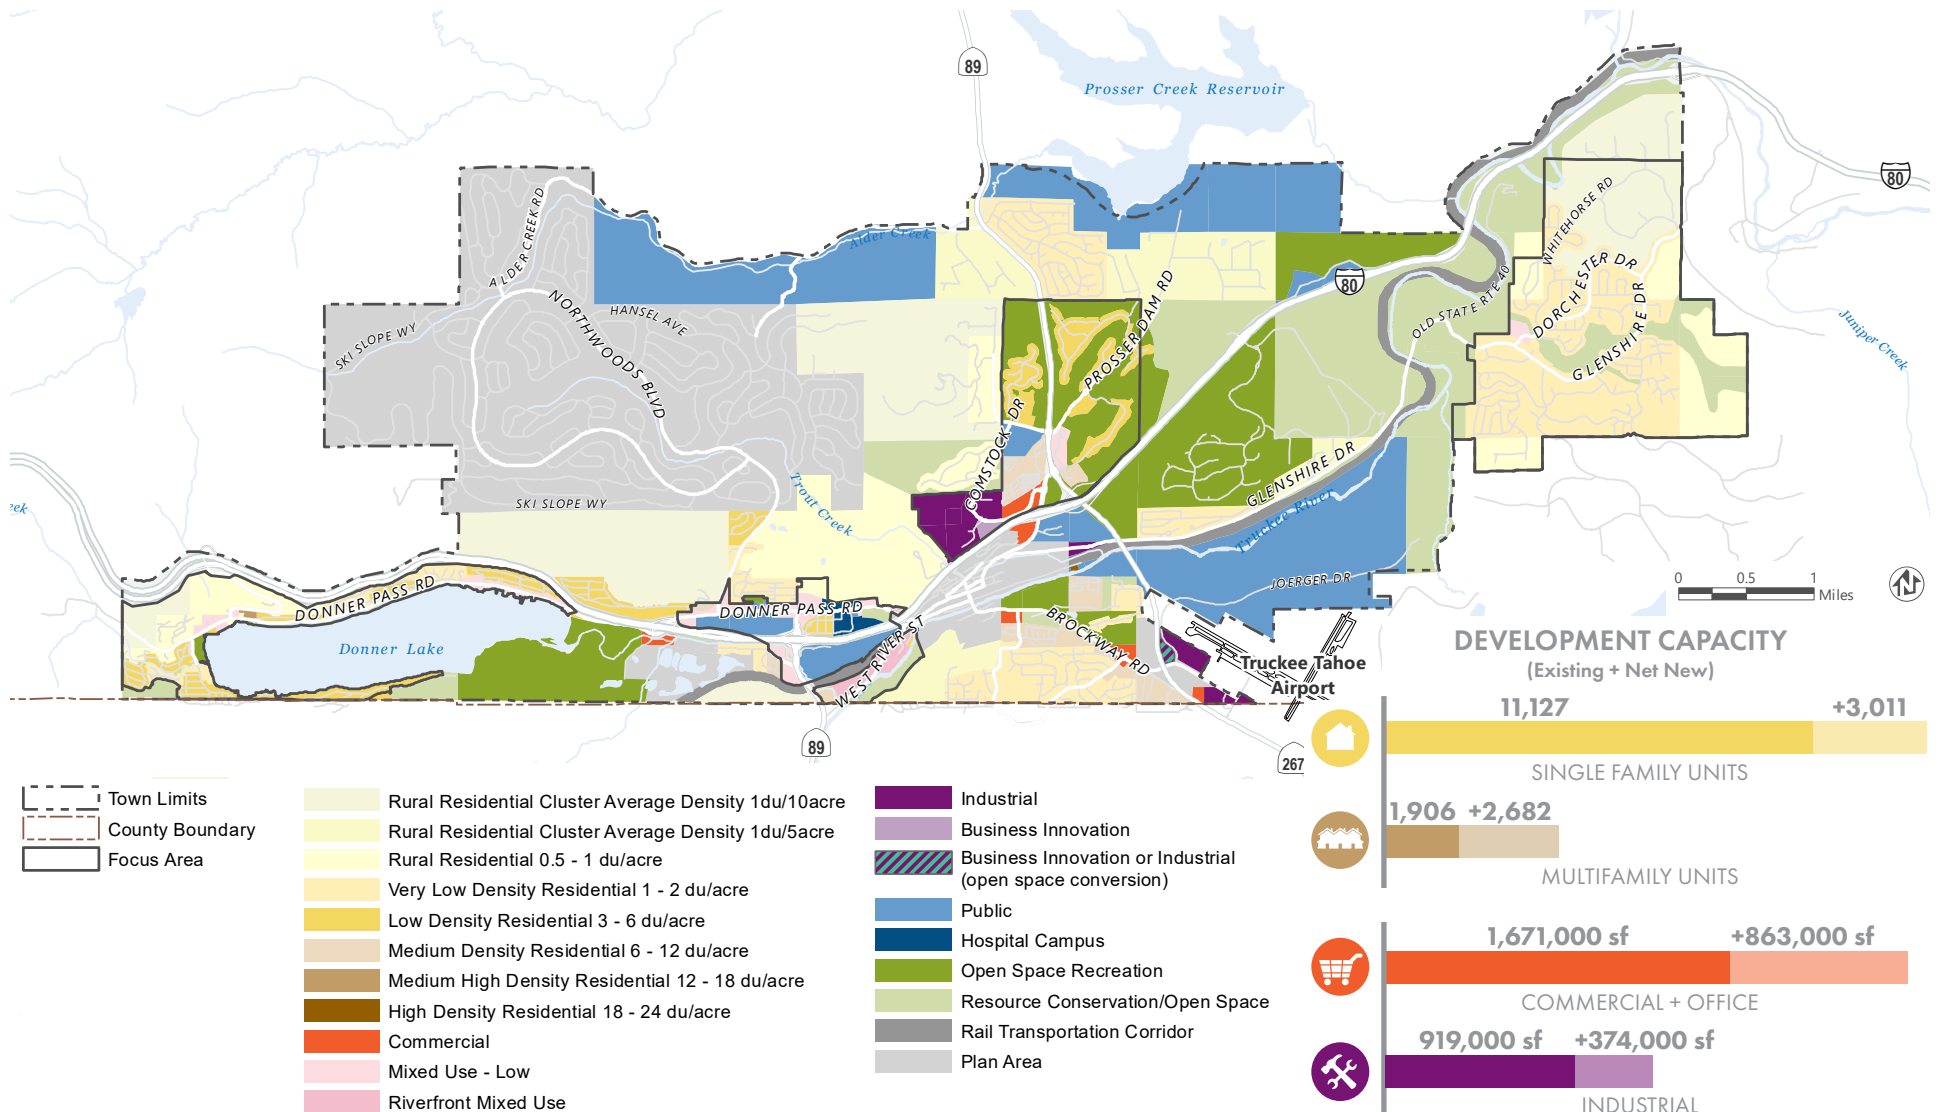 89
Prosser Creek Reservoir
80
ALDER CREEK RD
WHITEHORSE RD
Alder Creek
80
PROSSER DAM RD
OLD STATE RTE 40
DORCHESTER DR
GLENSHIRE DR
Juniper Creek
SKI SLOPE WY
NORTHWOODS BLVD
HANSEL AVE
COMSTOCK DR
GLENSHIRE DR
Truckee River
Trout Creek
SKI SLOPE WY
eek
DONNER PASS RD
DONNER PASS RD
JOERGER DR
BROCKWAY RD
WEST RIVER ST
Donner Lake
Truckee Tahoe
Airport
89
267
0 0.5 1
Miles
N
DEVELOPMENT CAPACITY
(Existing + Net New)
11,127 +3,011
SINGLE FAMILY UNITS
1,906 +2,682
MULTIFAMILY UNITS
1,671,000 sf +863,000 sf
COMMERCIAL + OFFICE
919,000 sf +374,000 sf
INDUSTRIAL
Town Limits
County Boundary
Focus Area
Rural Residential Cluster Average Density 1du/10acre
Rural Residential Cluster Average Density 1du/5acre
Rural Residential 0.5 - 1 du/acre
Very Low Density Residential 1 - 2 du/acre
Low Density Residential 3 - 6 du/acre
Medium Density Residential 6 - 12 du/acre
Medium High Density Residential 12 - 18 du/acre
High Density Residential 18 - 24 du/acre
Commercial
Mixed Use - Low
Riverfront Mixed Use
Industrial
Business Innovation
Business Innovation or Industrial
(open space conversion)
Public
Hospital Campus
Open Space Recreation
Resource Conservation/Open Space
Rail Transportation Corridor
Plan Area